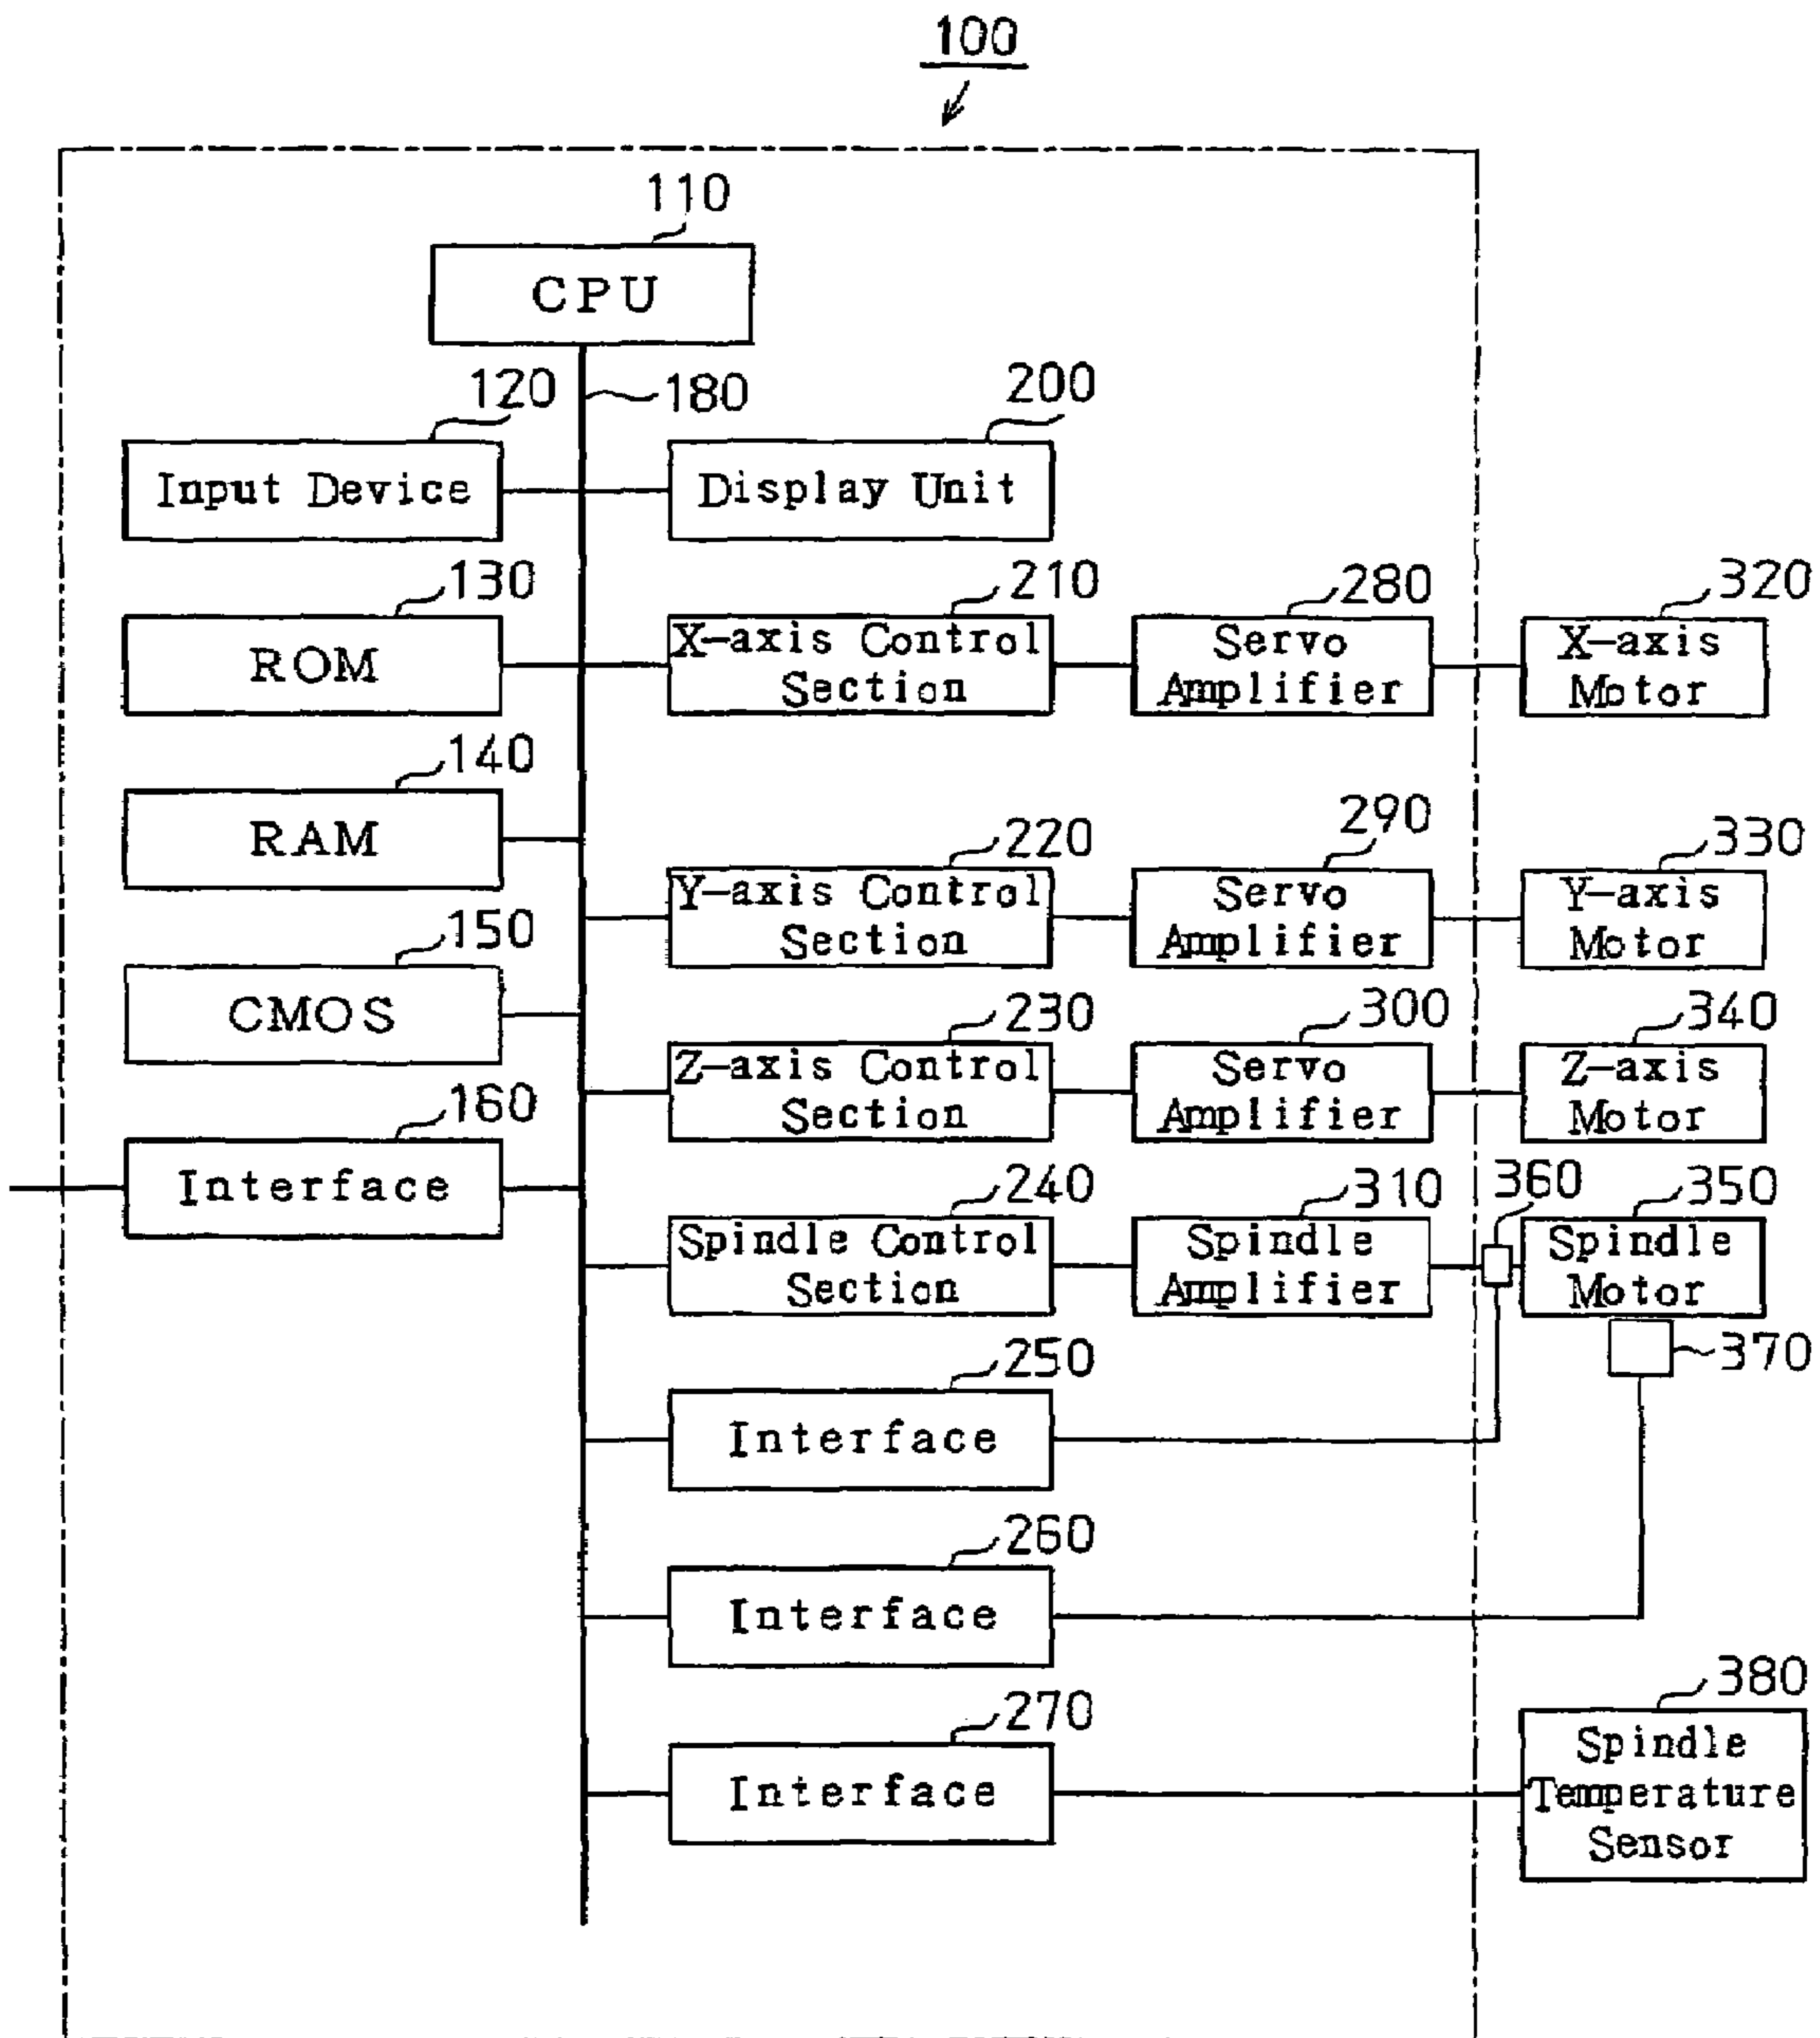 100
110
CPU
120
180
200
Input Device
Display Unit
130
210
280
320
ROM
X-axis Control
Section
Servo
Amplifier
X-axis
Motor
140
RAM
220
290
330
Y-axis Control
Section
Servo
Amplifier
Y-axis
Motor
150
CMOS
230
300
340
Z-axis Control
Section
Servo
Amplifier
Z-axis
Motor
160
Interface
240
310
360
350
Spindle Control
Section
Spindle
Amplifier
Spindle
Motor
370
250
Interface
260
Interface
270
Interface
380
Spindle
Temperature
Sensor